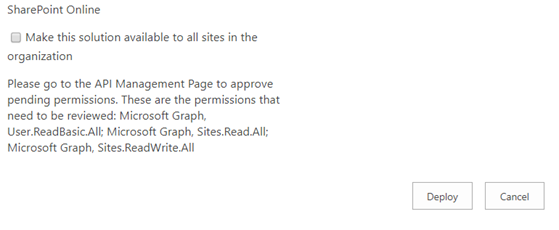 SharePoint Online
Make this solution available to all sites in the
organization
Please go to the API Management Page to approve
pending permissions. These are the permissions that
need to be reviewed: Microsoft Graph,
User.ReadBasic.All; Microsoft Graph, Sites.Read.All;
Microsoft Graph, Sites.ReadWrite.All
Deploy Cancel